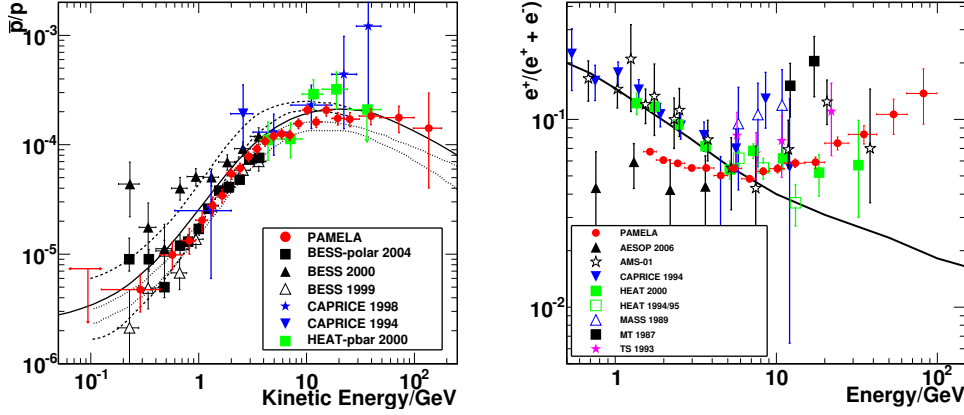 p̅/p
10⁻³
10⁻⁴
10⁻⁵
10⁻⁶
10⁻¹
1
10
10²
Kinetic Energy/GeV
PAMELA
BESS-polar 2004
BESS 2000
BESS 1999
CAPRICE 1998
CAPRICE 1994
HEAT-pbar 2000
e⁺/(e⁺ + e⁻)
10⁻¹
10⁻²
1
10
10²
Energy/GeV
PAMELA
AESOP 2006
AMS-01
CAPRICE 1994
HEAT 2000
HEAT 1994/95
MASS 1989
MT 1987
TS 1993